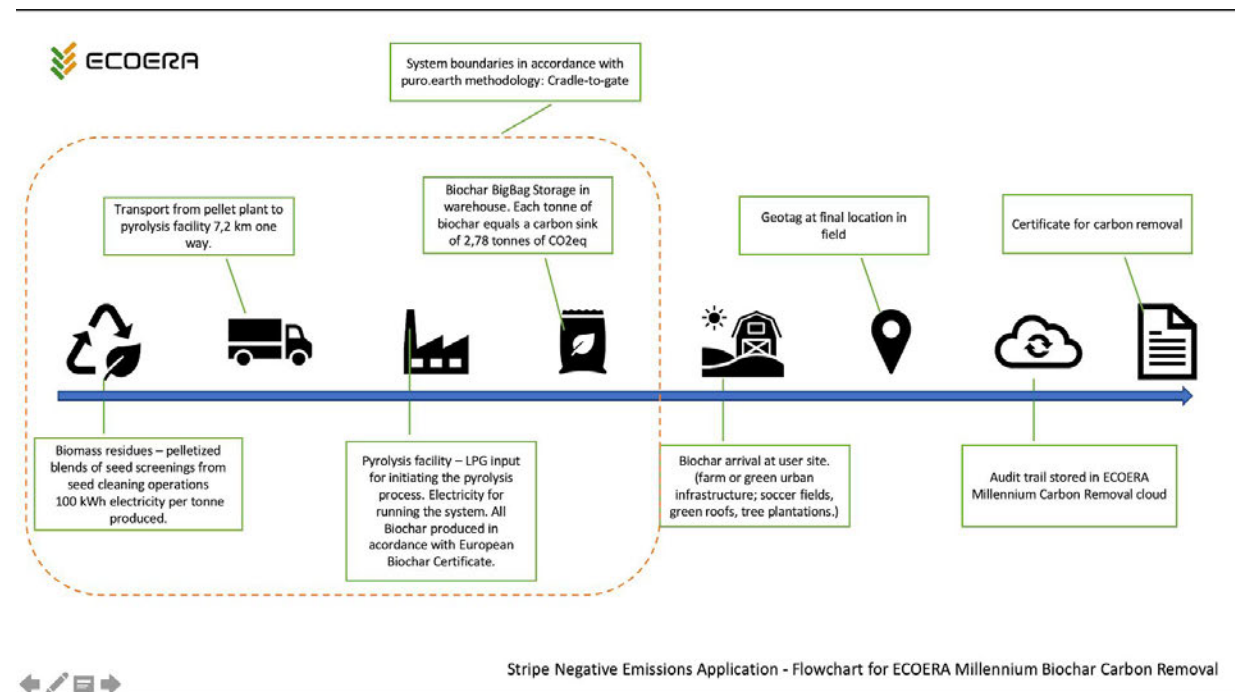 ECOERA
System boundaries in accordance with
puro.earth methodology: Cradle-to-gate
Transport from pellet plant to
pyrolysis facility 7,2 km one
way.
Biochar BigBag Storage in
warehouse. Each tonne of
biochar equals a carbon sink
of 2,78 tonnes of CO2eq
Geotag at final location in
field
Certificate for carbon removal
Biomass residues – pelletized
blends of seed screenings from
seed cleaning operations
100 kWh electricity per tonne
produced.
Pyrolysis facility – LPG input
for initiating the pyrolysis
process. Electricity for
running the system. All
Biochar produced in
acordance with European
Biochar Certificate.
Biochar arrival at user site.
(farm or green urban
infrastructure; soccer fields,
green roofs, tree plantations.)
Audit trail stored in ECOERA
Millennium Carbon Removal cloud
Stripe Negative Emissions Application - Flowchart for ECOERA Millennium Biochar Carbon Removal